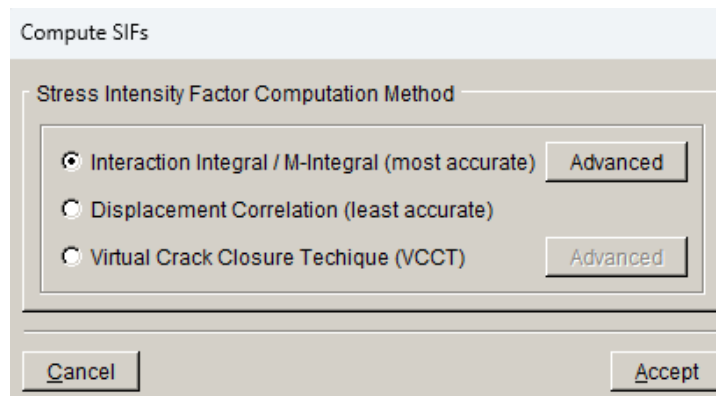 Compute SIFs
Stress Intensity Factor Computation Method
Interaction Integral / M-Integral (most accurate) Advanced
Displacement Correlation (least accurate)
Virtual Crack Closure Techique (VCCT) Advanced
Cancel Accept